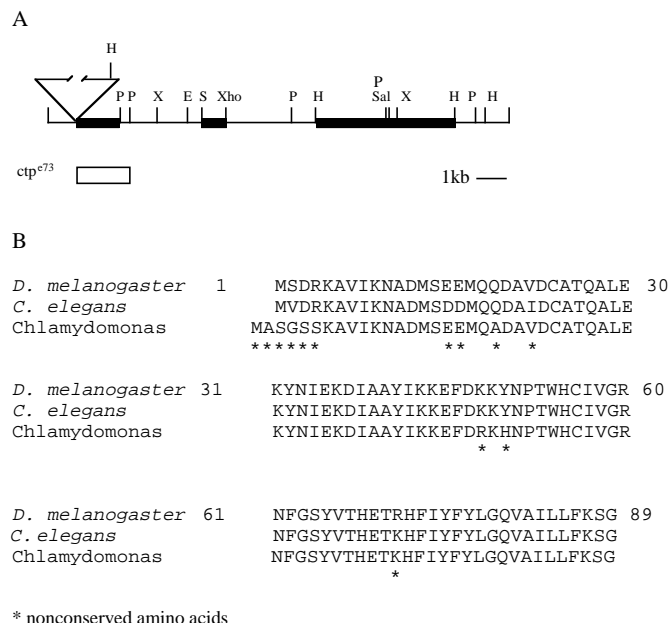 A
H
P P X E S Xho P H P Sal X H P H
ctp^e73
1kb
B
D. melanogaster 1 MSDRKAVIKNADMSEEMQQDAVDCATQALE 30
C. elegans MVDRKAVIKNADMSDDMQQDAIDCATQALE
Chlamydomonas MASGSSKAVIKNADMSEEMQADAVDCATQALE
****** ** * *
D. melanogaster 31 KYNIEKDIAAYIKKEFDKKYNPTWHCIVGR 60
C. elegans KYNIEKDIAAYIKKEFDKKYNPTWHCIVGR
Chlamydomonas KYNIEKDIAAYIKKEFDRKHNPTWHCIVGR
* *
D. melanogaster 61 NFGSYVTHETRHFIYFYLGQVAILLFKSG 89
C. elegans NFGSYVTHETKHFIYFYLGQVAILLFKSG
Chlamydomonas NFGSYVTHETKHFIYFYLGQVAILLFKSG
*
* nonconserved amino acids